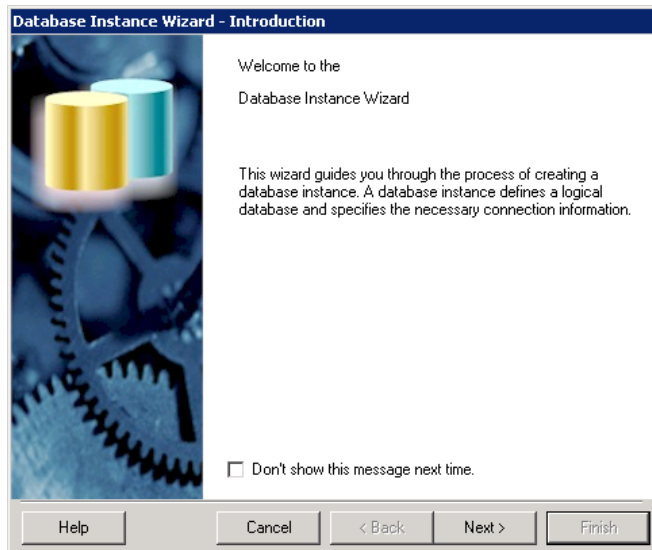 Database Instance Wizard - Introduction
Welcome to the
Database Instance Wizard
This wizard guides you through the process of creating a
database instance. A database instance defines a logical
database and specifies the necessary connection information.
Don't show this message next time.
Help
Cancel
< Back
Next >
Finish